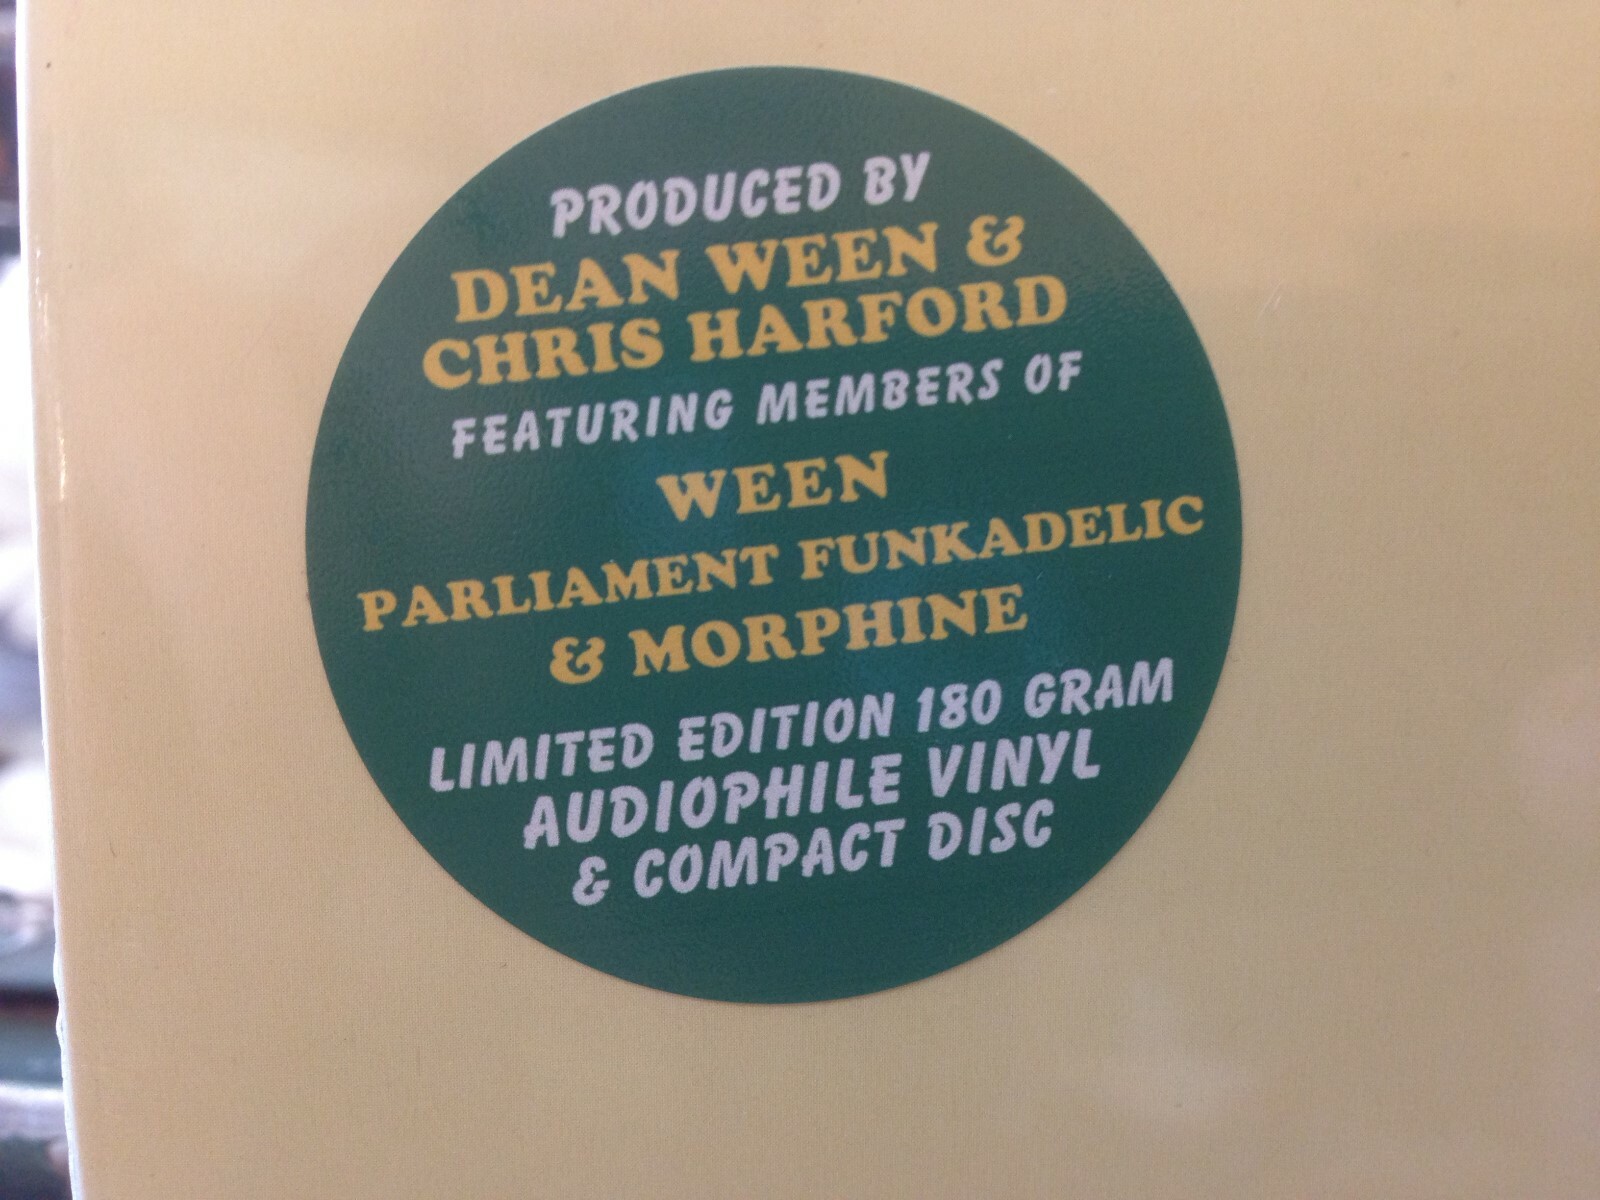 PRODUCED BY
DEAN WEEN &
CHRIS HARFORD
FEATURING MEMBERS OF
WEEN
PARLIAMENT FUNKADELIC
& MORPHINE
LIMITED EDITION 180 GRAM
AUDIOPHILE VINYL
& COMPACT DISC